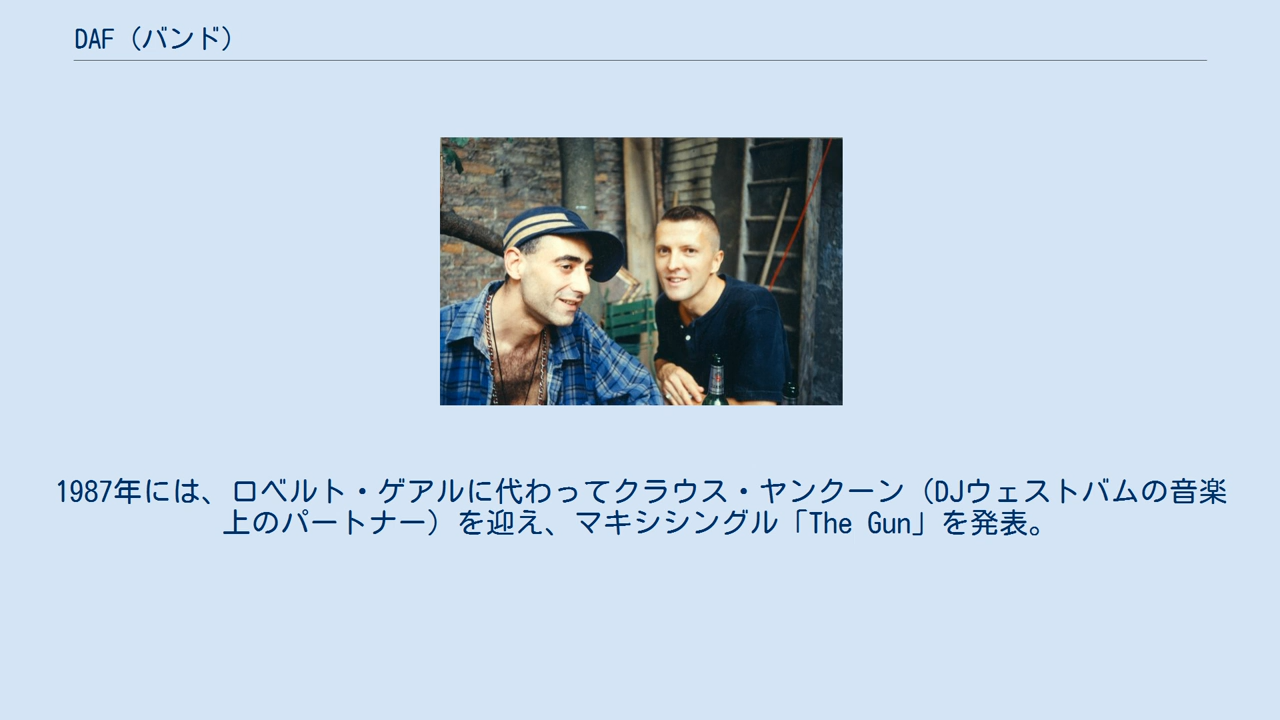 DAF（バンド）
1987年には、ロベルト・ゲアルに代わってクラウス・ヤンクーン（DJウェストバムの音楽
上のパートナー）を迎え、マキシシングル「The Gun」を発表。